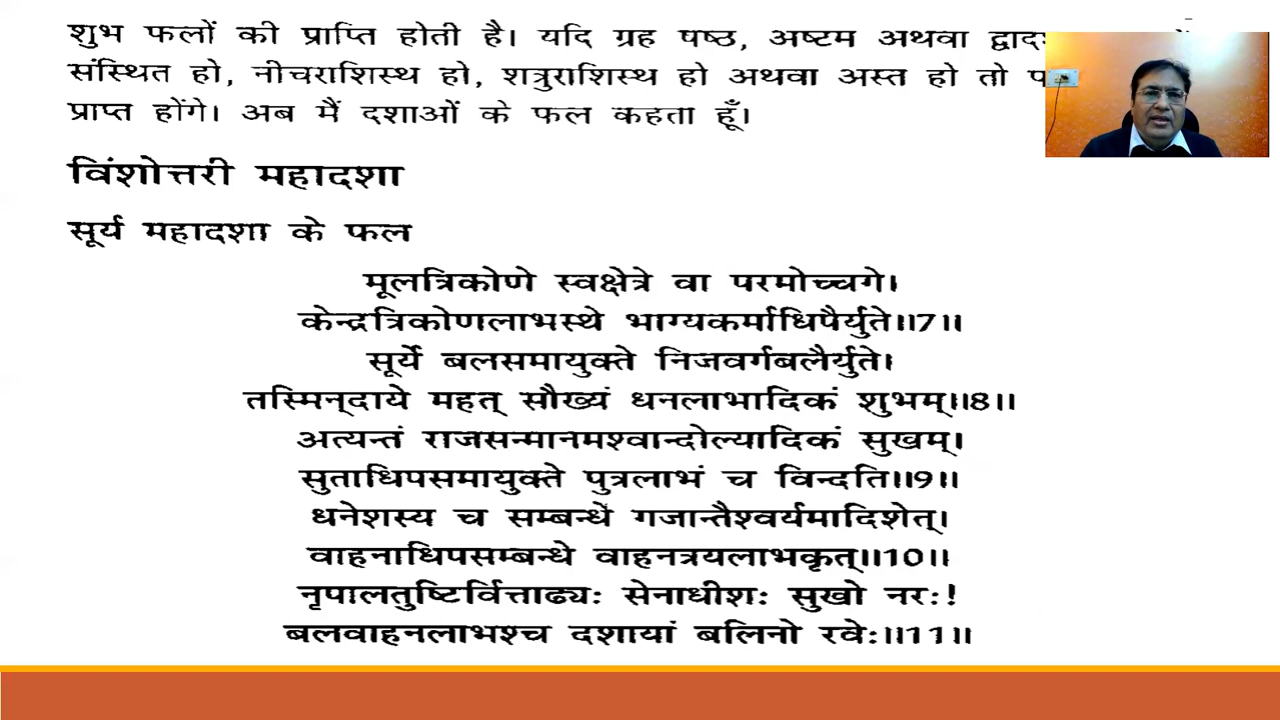 शुभ फलों की प्राप्ति होती है। यदि ग्रह षष्ठ, अष्टम अथवा
संस्थित हो, नीचराशिस्थ हो, शत्रुराशिस्थ हो अथवा अस्त हो तो
प्राप्त होंगे। अब मैं दशाओं के फल कहता हूँ।
विंशोत्तरी महादशा
सूर्य महादशा के फल
मूलत्रिकोणे स्वक्षेत्रे वा परमोच्चगे।
केन्द्रत्रिकोणलाभस्थे भाग्यकर्माधिपैर्युते॥7॥
सूर्ये बलसमायुक्ते निजवर्गबलैर्युते।
तस्मिन्दाये महत् सौख्यं धनलाभादिकं शुभम्॥8॥
अत्यन्तं राजसन्मानमश्वान्दोल्यादिकं सुखम्।
सुताधिपसमायुक्ते पुत्रलाभं च विन्दति॥9॥
धनेशस्य च सम्बन्धे गजान्तैश्वर्यमादिशेत्।
वाहनाधिपसम्बन्धे वाहनत्रयलाभकृत्॥10॥
नृपालतुष्टिर्वित्ताढ्यः सेनाधीशः सुखो नरः!
बलवाहनलाभश्च दशायां बलिनो रवेः॥11॥